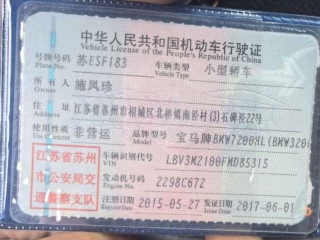 中华人民共和国机动车行驶证
Vehicle License of the People's Republic of China
号牌号码 苏E5F183 车辆类型 小型轿车
Plate No. Vehicle Type
所有人 施凤珍
Owner
住址 江苏省苏州市相城区北桥镇南泾村(3)石碑泾22号
Address
使用性质 非营运 品牌型号 宝马牌BMW7200NL(BMW320
Use Character Model
江苏省苏州市公安局交通警察支队
车辆识别代号 LBV3M2100FMD85315
VIN
发动机号码 2298C672
Engine No.
注册日期 2015-05-27 发证日期 2017-06-01
Register Date Issue Date